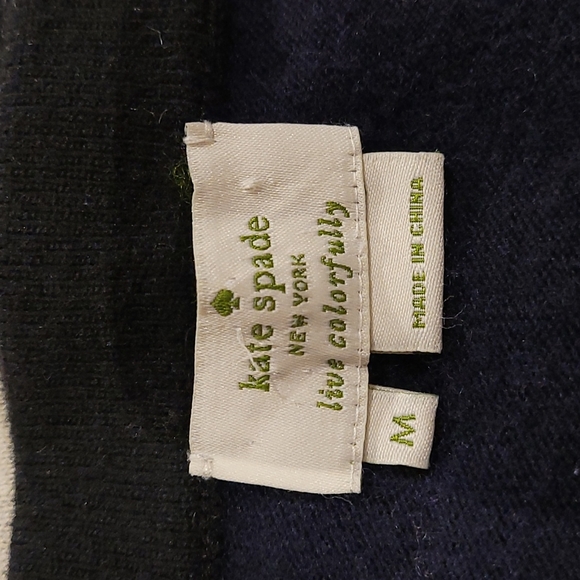 kate spade
NEW YORK
live colorfully
MADE IN CHINA
M